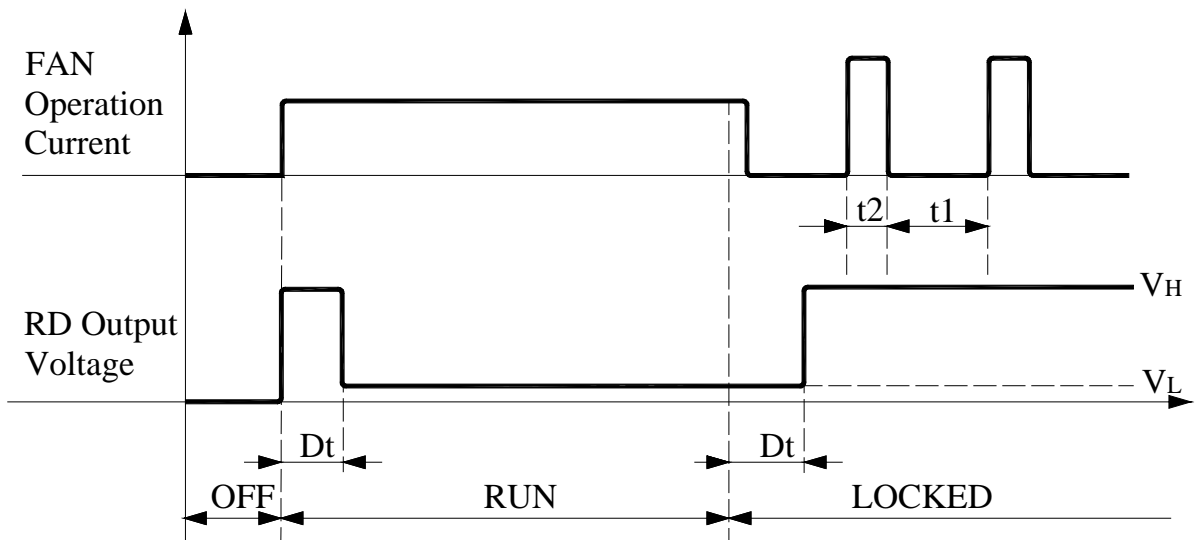 FAN
Operation
Current
t2
t1
VH
RD Output
Voltage
VL
Dt
Dt
OFF
RUN
LOCKED